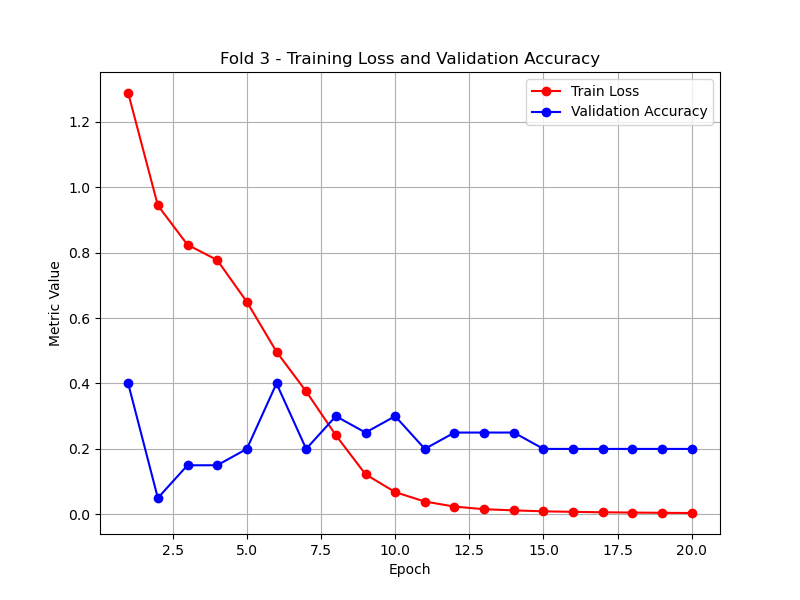 Fold 3 - Training Loss and Validation Accuracy
Train Loss
Validation Accuracy
1.2
1.0
0.8
0.6
0.4
0.2
0.0
Metric Value
2.5 5.0 7.5 10.0 12.5 15.0 17.5 20.0
Epoch